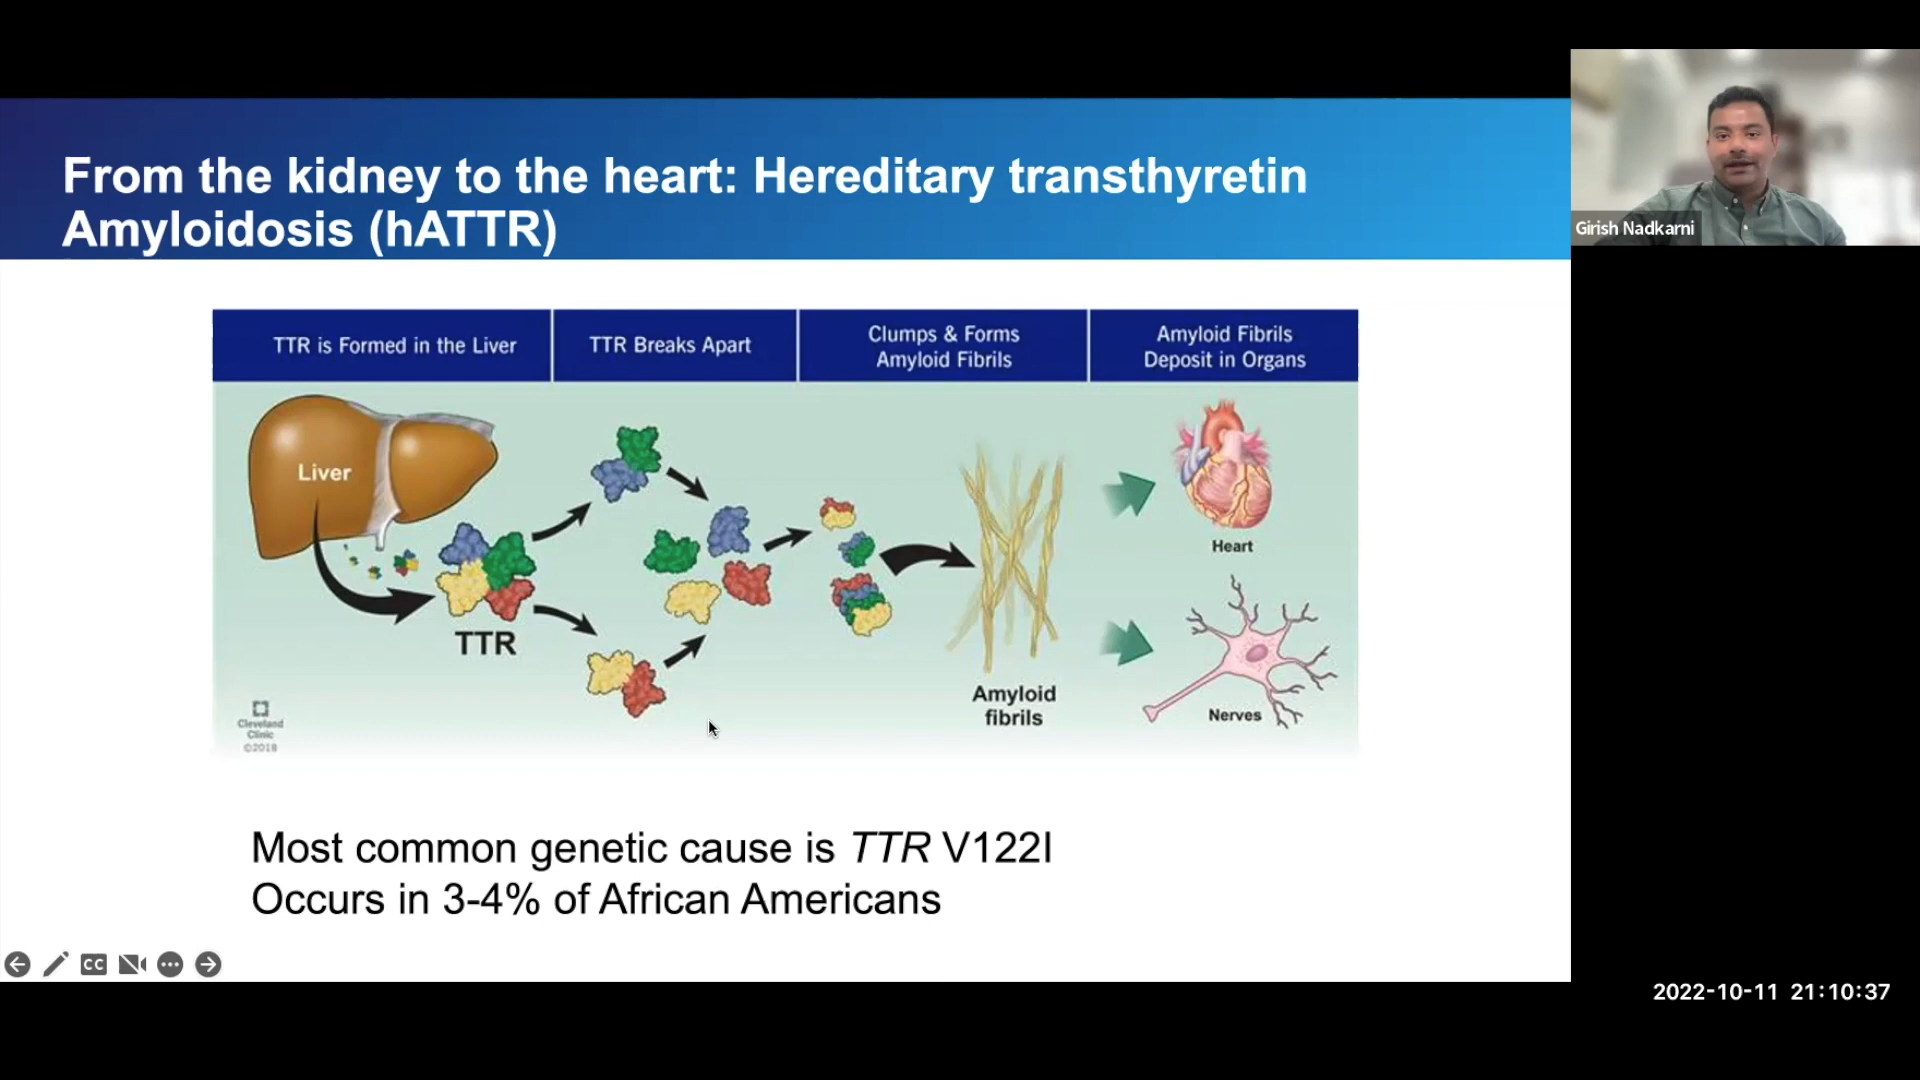 From the kidney to the heart: Hereditary transthyretin
Amyloidosis (hATTR)
Girish Nadkarni
TTR is Formed in the Liver
TTR Breaks Apart
Clumps & Forms
Amyloid Fibrils
Amyloid Fibrils
Deposit in Organs
Liver
TTR
Amyloid
fibrils
Heart
Nerves
Cleveland
Clinic
©2018
Most common genetic cause is TTR V122I
Occurs in 3-4% of African Americans
CC
2022-10-11 21:10:37